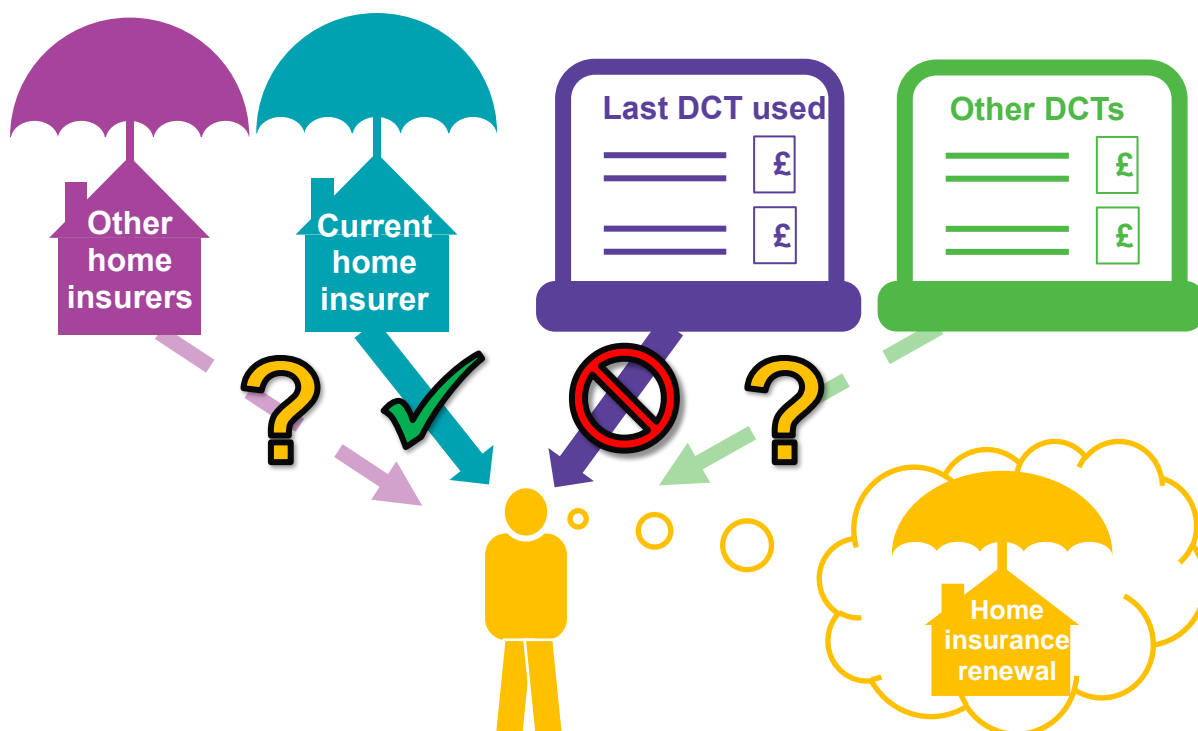 Other
home
insurers
Current
home
insurer
Last DCT used
£
£
Other DCTs
£
£
Home
insurance
renewal